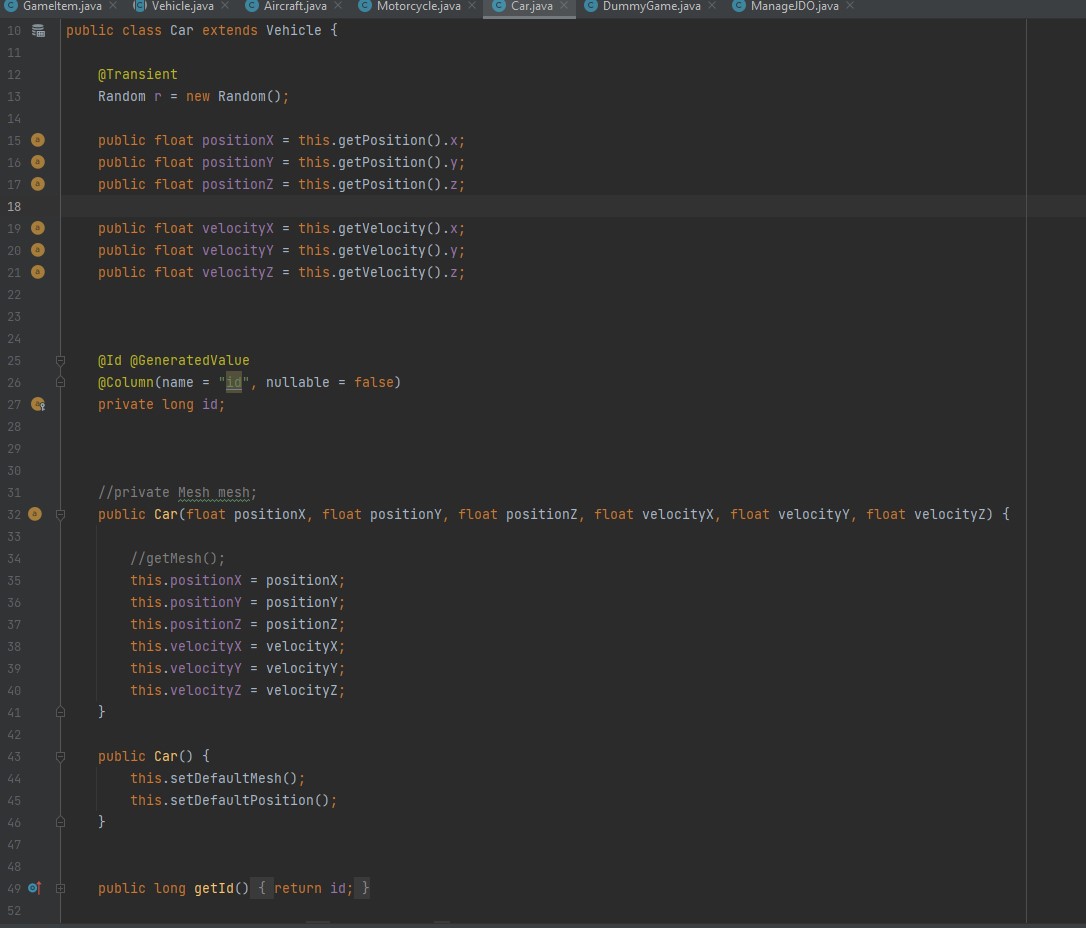 GameItem.java Vehicle.java Aircraft.java Motorcycle.java Car.java DummyGame.java ManageJDO.java
10 public class Car extends Vehicle {
11
12 @Transient
13 Random r = new Random();
14
15 public float positionX = this.getPosition().x;
16 public float positionY = this.getPosition().y;
17 public float positionZ = this.getPosition().z;
18
19 public float velocityX = this.getVelocity().x;
20 public float velocityY = this.getVelocity().y;
21 public float velocityZ = this.getVelocity().z;
22
23
24
25 @Id @GeneratedValue
26 @Column(name = "id", nullable = false)
27 private long id;
28
29
30
31 //private Mesh mesh;
32 public Car(float positionX, float positionY, float positionZ, float velocityX, float velocityY, float velocityZ) {
33
34 //getMesh();
35 this.positionX = positionX;
36 this.positionY = positionY;
37 this.positionZ = positionZ;
38 this.velocityX = velocityX;
39 this.velocityY = velocityY;
40 this.velocityZ = velocityZ;
41 }
42
43 public Car() {
44 this.setDefaultMesh();
45 this.setDefaultPosition();
46 }
47
48
49 public long getId() { return id; }
52